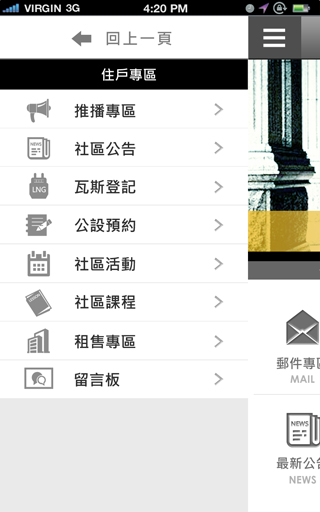 VIRGIN 3G 4:20 PM
回上一頁
住戶專區
推播專區
社區公告
NEWS
瓦斯登記
LNG
公設預約
社區活動
社區課程
租售專區
留言板
郵件專區
MAIL
NEWS
最新公告
NEWS